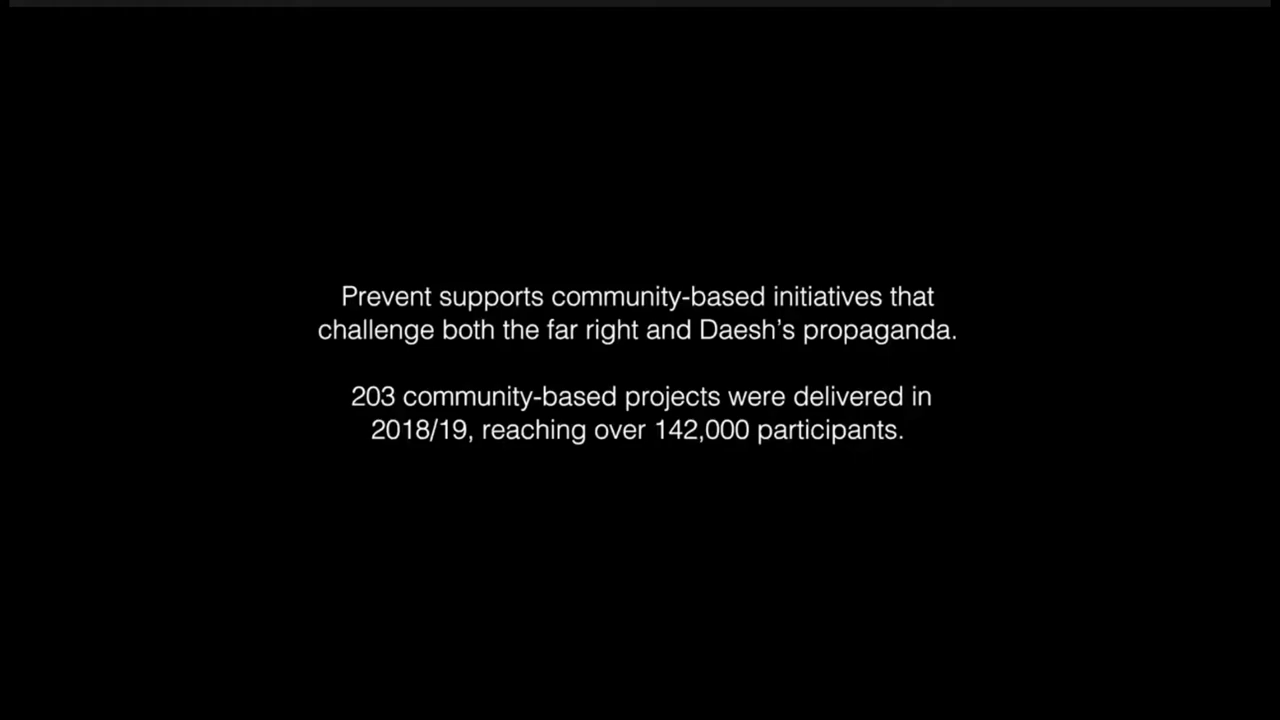 Prevent supports community-based initiatives that
challenge both the far right and Daesh’s propaganda.
203 community-based projects were delivered in
2018/19, reaching over 142,000 participants.